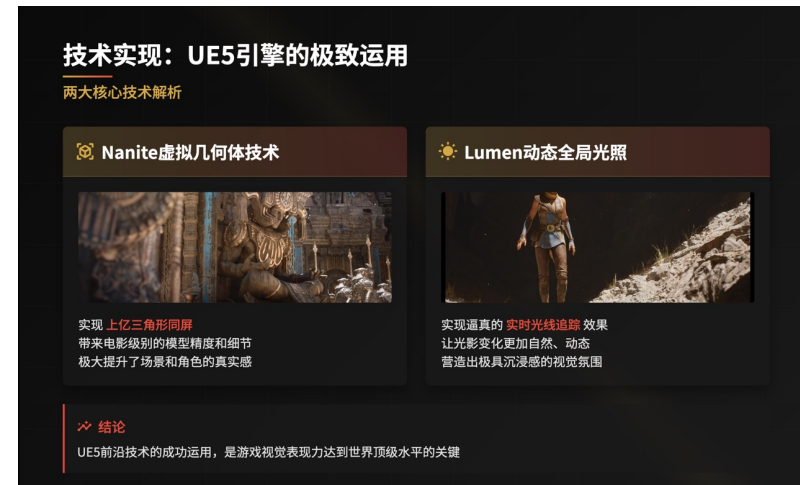 技术实现：UE5引擎的极致运用
两大核心技术解析
Nanite虚拟几何体技术
实现 上亿三角形同屏
带来电影级别的模型精度和细节
极大提升了场景和角色的真实感
Lumen动态全局光照
实现逼真的 实时光线追踪 效果
让光影变化更加自然、动态
营造出极具沉浸感的视觉氛围
结论
UE5前沿技术的成功运用，是游戏视觉表现力达到世界顶级水平的关键